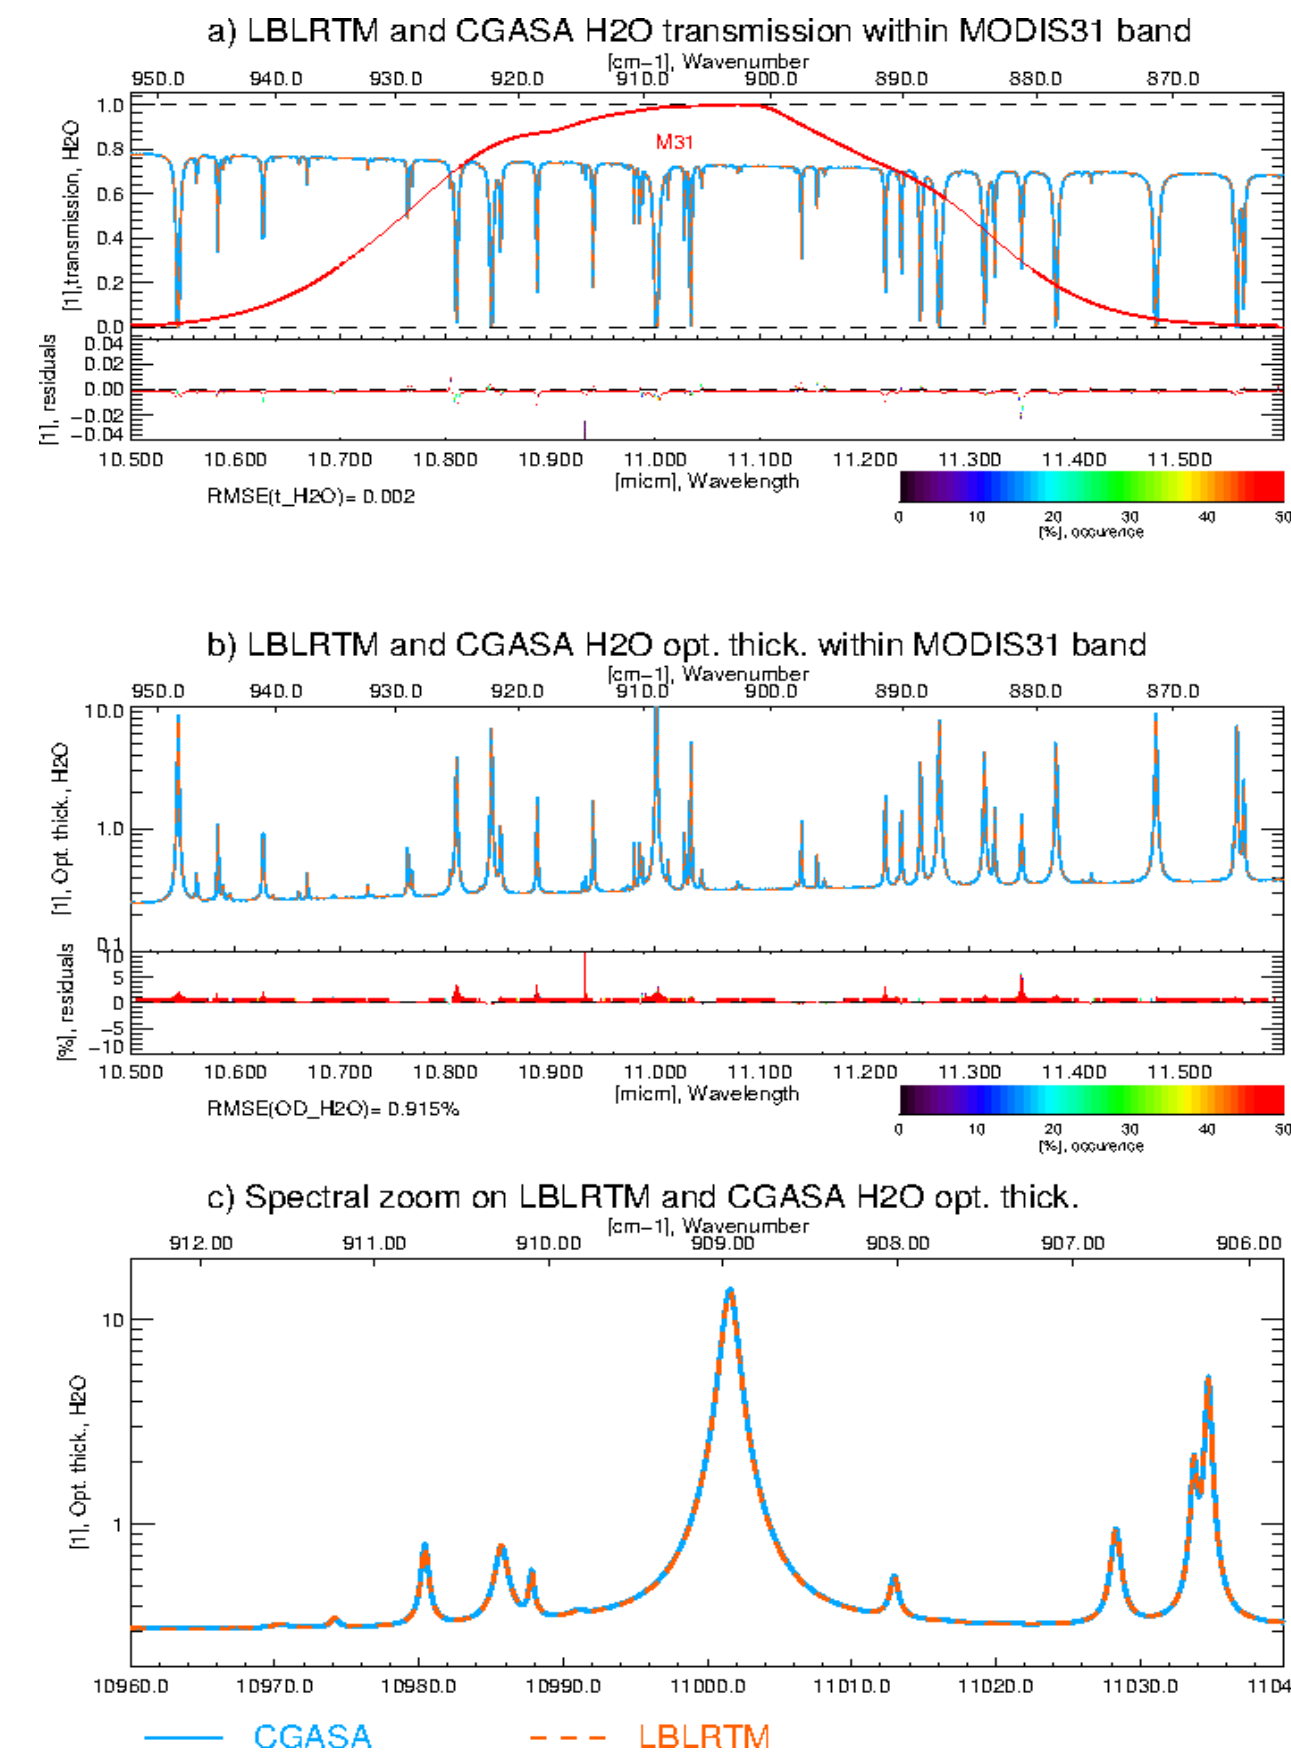 a) LBLRTM and CGASA H2O transmission within MODIS31 band
[cm-1], Wavenumber
950.0 940.0 930.0 920.0 910.0 900.0 890.0 880.0 870.0
[1],transmission, H2O
1.0
0.8
0.6
0.4
0.2
0.0
M31
[1], residuals
0.04
0.02
0.00
-0.02
-0.04
10.500 10.600 10.700 10.800 10.900 11.000 11.100 11.200 11.300 11.400 11.500
[micm], Wavelength
RMSE(t_H2O)= 0.002
0 10 20 30 40 50
[%], occurence
b) LBLRTM and CGASA H2O opt. thick. within MODIS31 band
[cm-1], Wavenumber
950.0 940.0 930.0 920.0 910.0 900.0 890.0 880.0 870.0
[1], Opt. thick., H2O
10.0
1.0
0.1
[%], residuals
10
5
0
-5
-10
10.500 10.600 10.700 10.800 10.900 11.000 11.100 11.200 11.300 11.400 11.500
[micm], Wavelength
RMSE(OD_H2O)= 0.915%
0 10 20 30 40 50
[%], occurence
c) Spectral zoom on LBLRTM and CGASA H2O opt. thick.
[cm-1], Wavenumber
912.00 911.00 910.00 909.00 908.00 907.00 906.00
[1], Opt. thick., H2O
10
1
10960.0 10970.0 10980.0 10990.0 11000.0 11010.0 11020.0 11030.0 1104
CGASA LBLRTM